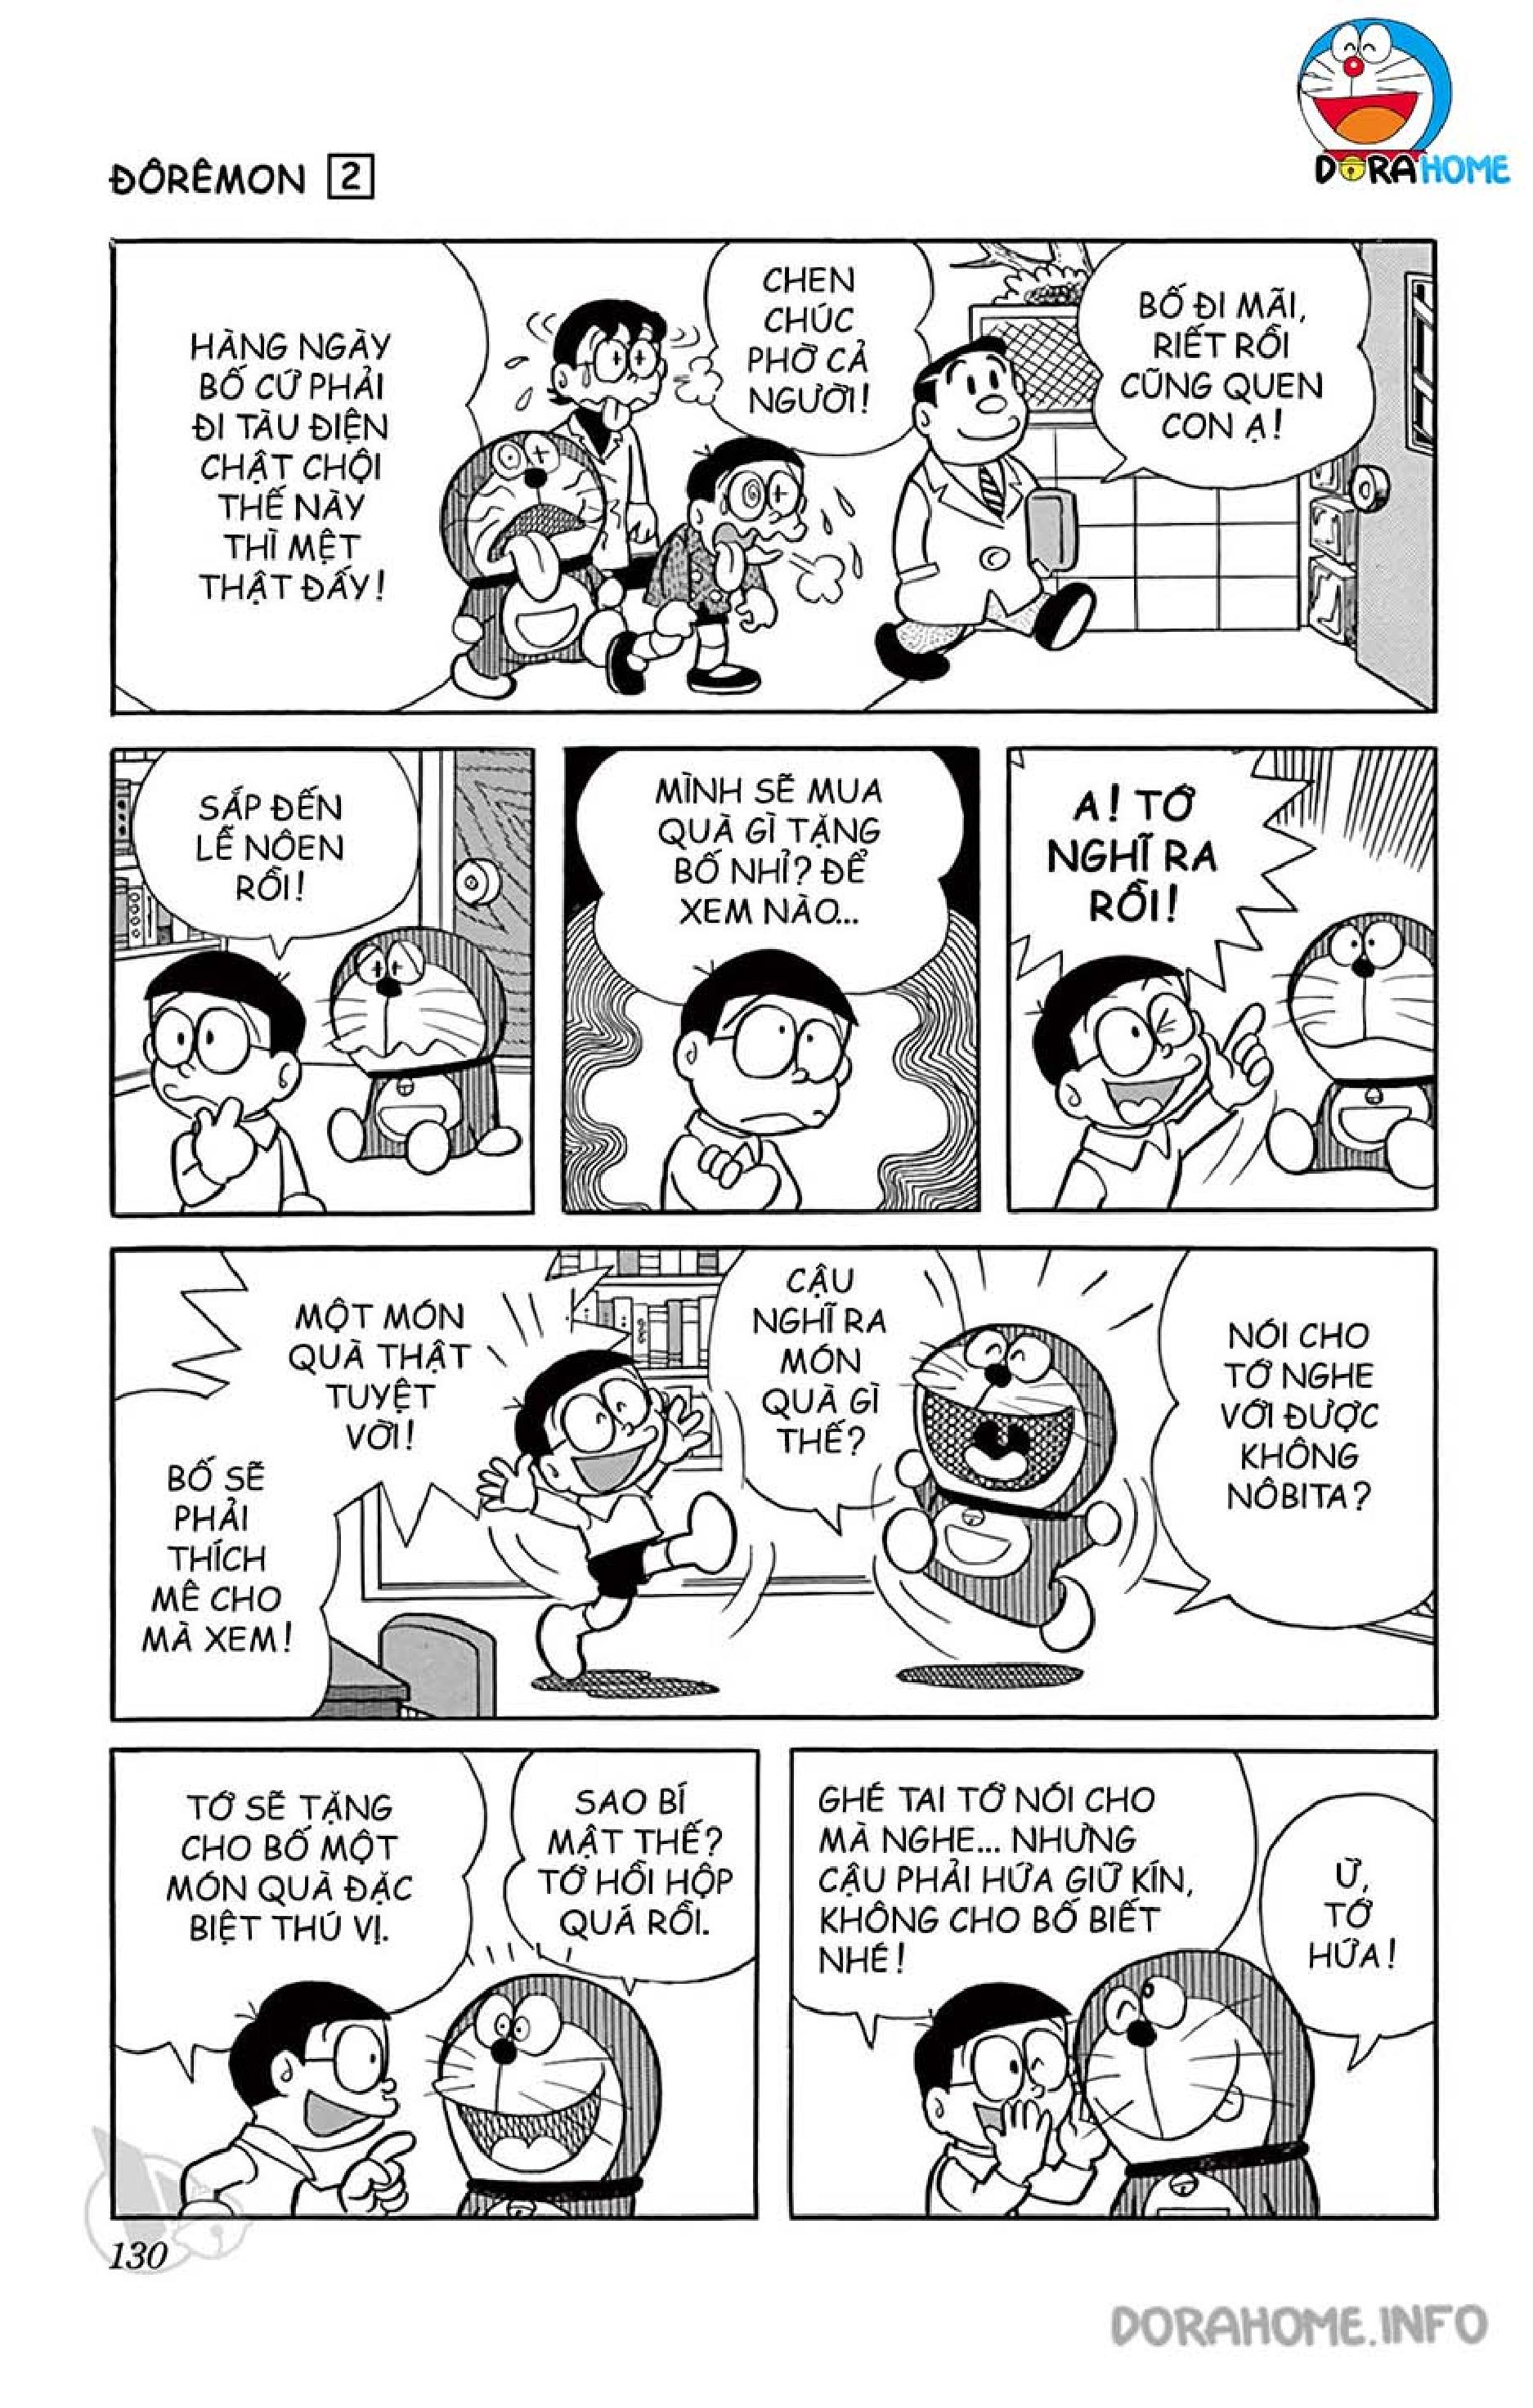 DORAHOME
ĐÔRÊMON 2
HÀNG NGÀY
BỐ CỨ PHẢI
ĐI TÀU ĐIỆN
CHẬT CHỘI
THẾ NÀY
THÌ MỆT
THẬT ĐẤY!
CHEN
CHÚC
PHỜ CẢ
NGƯỜI!
BỐ ĐI MÃI,
RIẾT RỒI
CŨNG QUEN
CON Ạ!
SẮP ĐẾN
LỄ NÔEN
RỒI!
MÌNH SẼ MUA
QUÀ GÌ TẶNG
BỐ NHỈ? ĐỂ
XEM NÀO...
A! TỚ
NGHĨ RA
RỒI!
MỘT MÓN
QUÀ THẬT
TUYỆT
VỜI!
BỐ SẼ
PHẢI
THÍCH
MÊ CHO
MÀ XEM!
CẬU
NGHĨ RA
MÓN
QUÀ GÌ
THẾ?
NÓI CHO
TỚ NGHE
VỚI ĐƯỢC
KHÔNG
NÔBITA?
TỚ SẼ TẶNG
CHO BỐ MỘT
MÓN QUÀ ĐẶC
BIỆT THÚ VỊ.
SAO BÍ
MẬT THẾ?
TỚ HỒI HỘP
QUÁ RỒI.
GHÉ TAI TỚ NÓI CHO
MÀ NGHE... NHƯNG
CẬU PHẢI HỨA GIỮ KÍN,
KHÔNG CHO BỐ BIẾT
NHÉ!
Ừ,
TỚ
HỨA!
130
DORAHOME.INFO